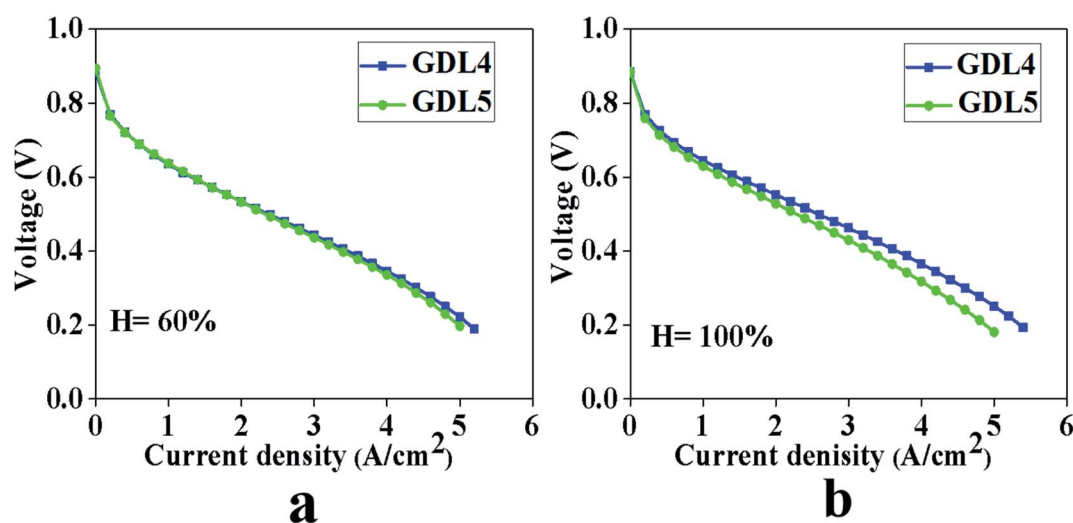 1.0
0.8
0.6
0.4
0.2
0.0
Voltage (V)
GDL4
GDL5
H= 60%
0 1 2 3 4 5 6
Current density (A/cm2)
a
1.0
0.8
0.6
0.4
0.2
0.0
Voltage (V)
GDL4
GDL5
H= 100%
0 1 2 3 4 5 6
Current denisity (A/cm2)
b